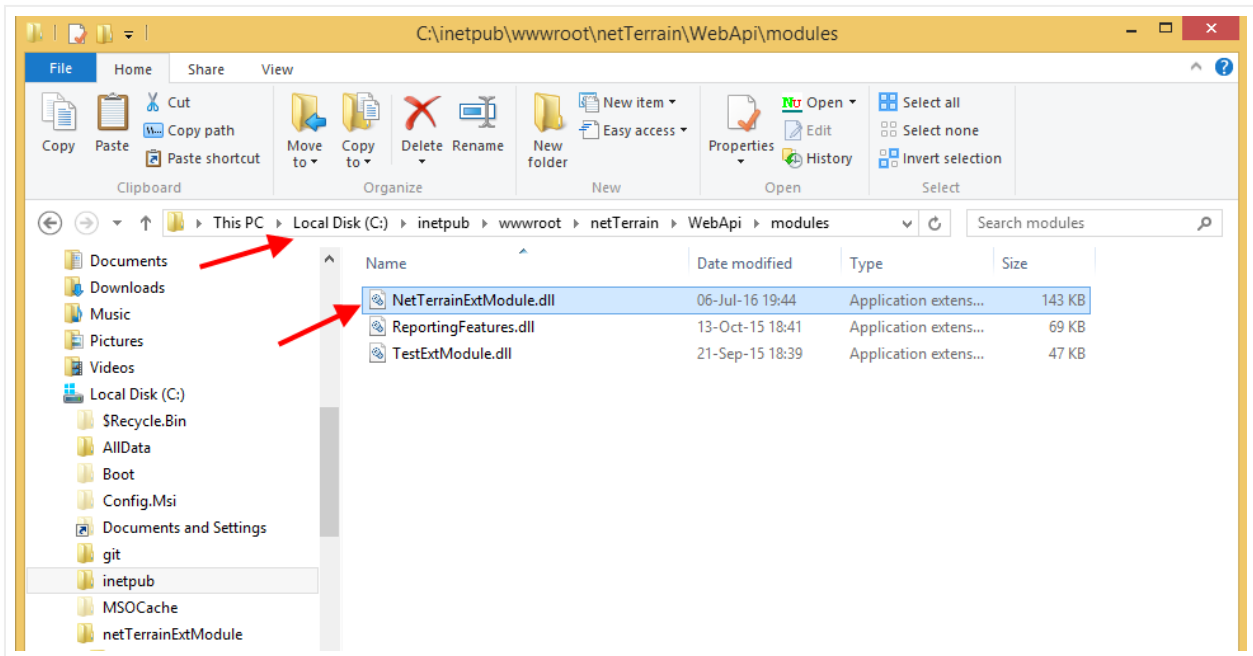 C:\inetpub\wwwroot\netTerrain\WebApi\modules
File Home Share View
Copy
Paste
Cut
Copy path
Paste shortcut
Clipboard
Move to
Copy to
Delete
Rename
Organize
New folder
New item
Easy access
New
Properties
Open
Edit
History
Open
Select all
Select none
Invert selection
Select
This PC Local Disk (C:) inetpub wwwroot netTerrain WebApi modules
Search modules
Documents
Downloads
Music
Pictures
Videos
Local Disk (C:)
$Recycle.Bin
AllData
Boot
Config.Msi
Documents and Settings
git
inetpub
MSOCache
netTerrainExtModule
Name Date modified Type Size
NetTerrainExtModule.dll 06-Jul-16 19:44 Application extens... 143 KB
ReportingFeatures.dll 13-Oct-15 18:41 Application extens... 69 KB
TestExtModule.dll 21-Sep-15 18:39 Application extens... 47 KB